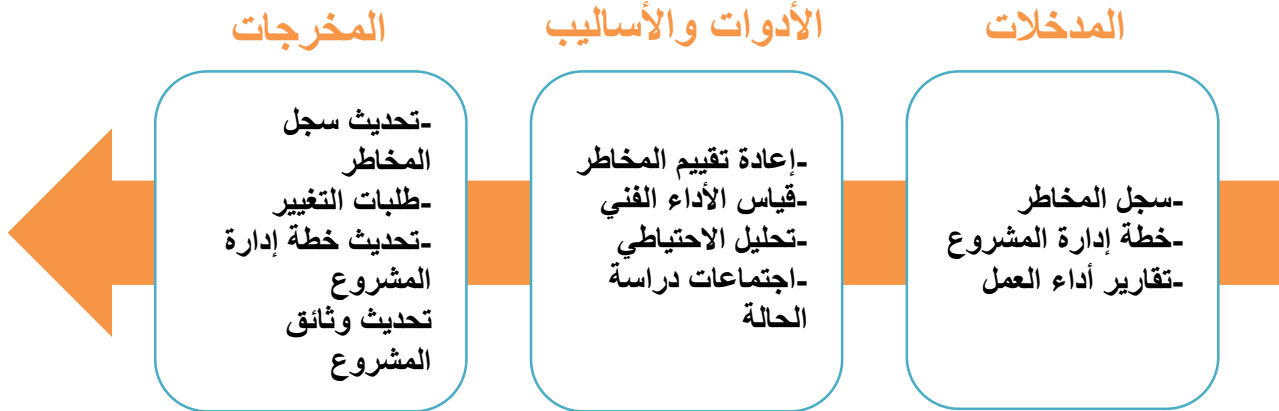 المدخلات
-سجل المخاطر
-خطة إدارة المشروع
-تقارير أداء العمل
الأدوات والأساليب
-إعادة تقييم المخاطر
-قياس الأداء الفني
-تحليل الاحتياطي
-اجتماعات دراسة
الحالة
المخرجات
-تحديث سجل
المخاطر
-طلبات التغيير
-تحديث خطة إدارة
المشروع
تحديث وثائق
المشروع